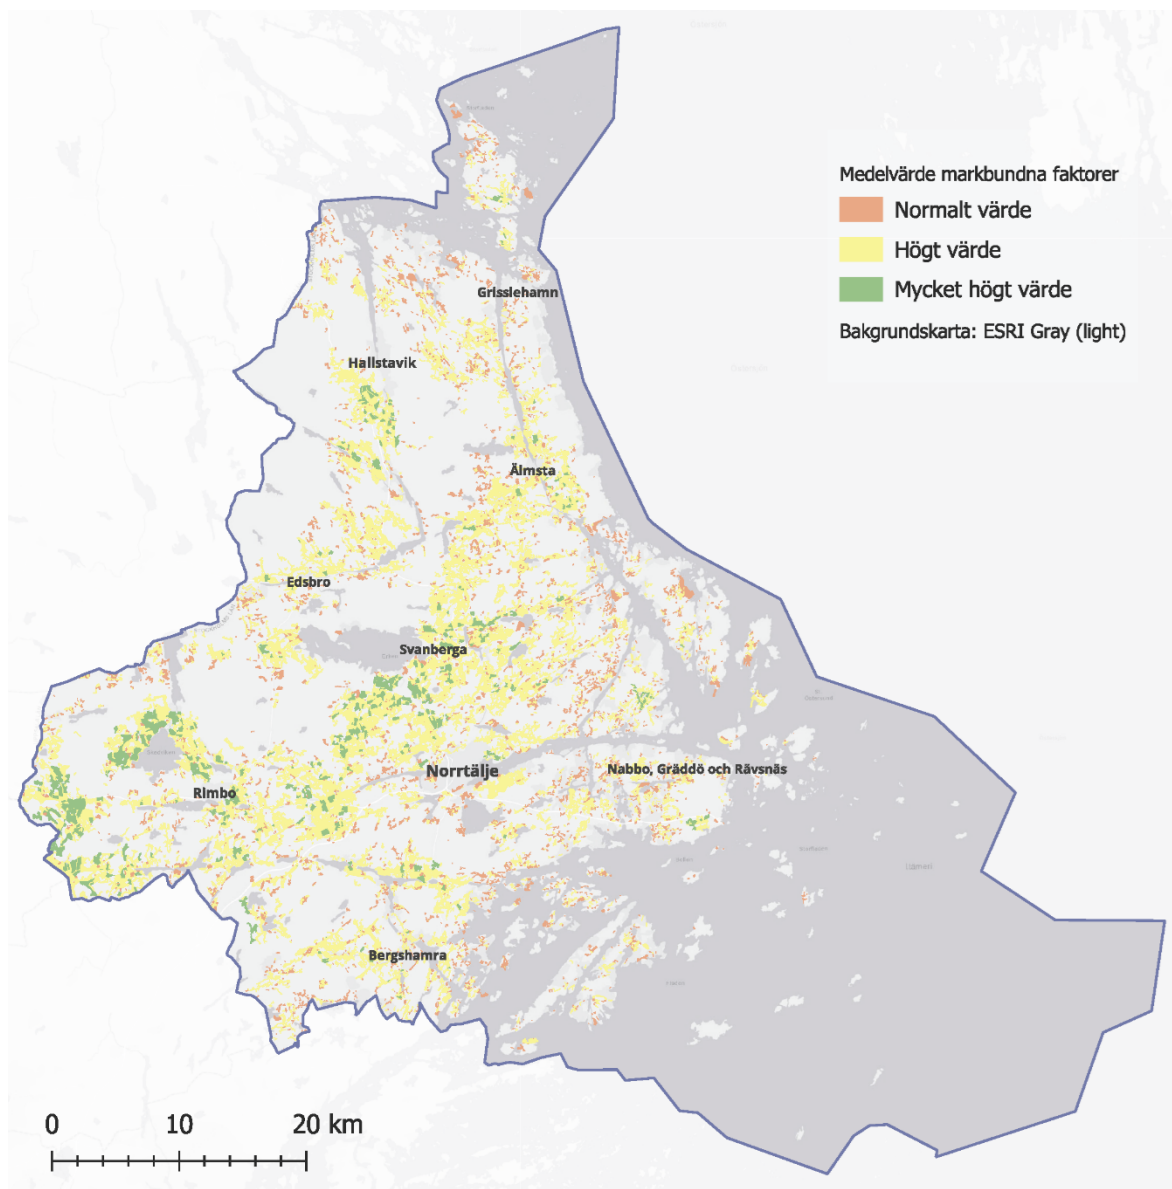 Medelvärde markbundna faktorer
Normalt värde
Högt värde
Mycket högt värde
Bakgrundskarta: ESRI Gray (light)
Grisslehamn
Hallstavik
Älmsta
Edsbro
Svanberga
Norrtälje
Nabbo, Gräddö och Rävsnäs
Rimbo
Bergshamra
0 10 20 km